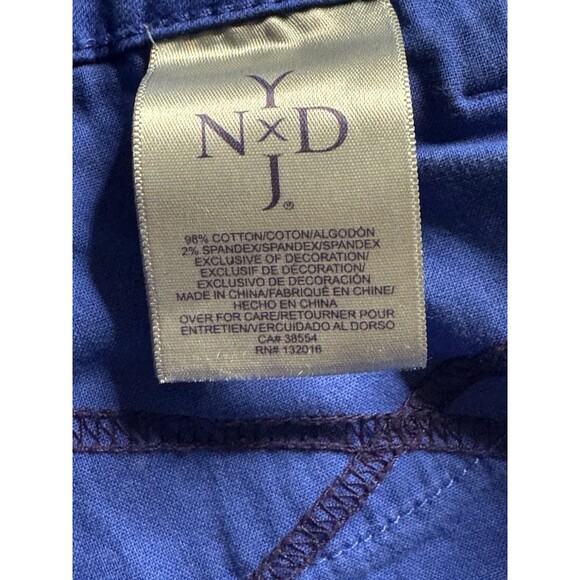 Y
N×D
J®
98% COTTON/COTON/ALGODÓN
2% SPANDEX/SPANDEX/SPANDEX
EXCLUSIVE OF DECORATION/
EXCLUSIF DE DÉCORATION/
EXCLUSIVO DE DECORACIÓN
MADE IN CHINA/FABRIQUÉ EN CHINE/
HECHO EN CHINA
OVER FOR CARE/RETOURNER POUR
ENTRETIEN/VERCUIDADO AL DORSO
CA# 38554
RN# 132016